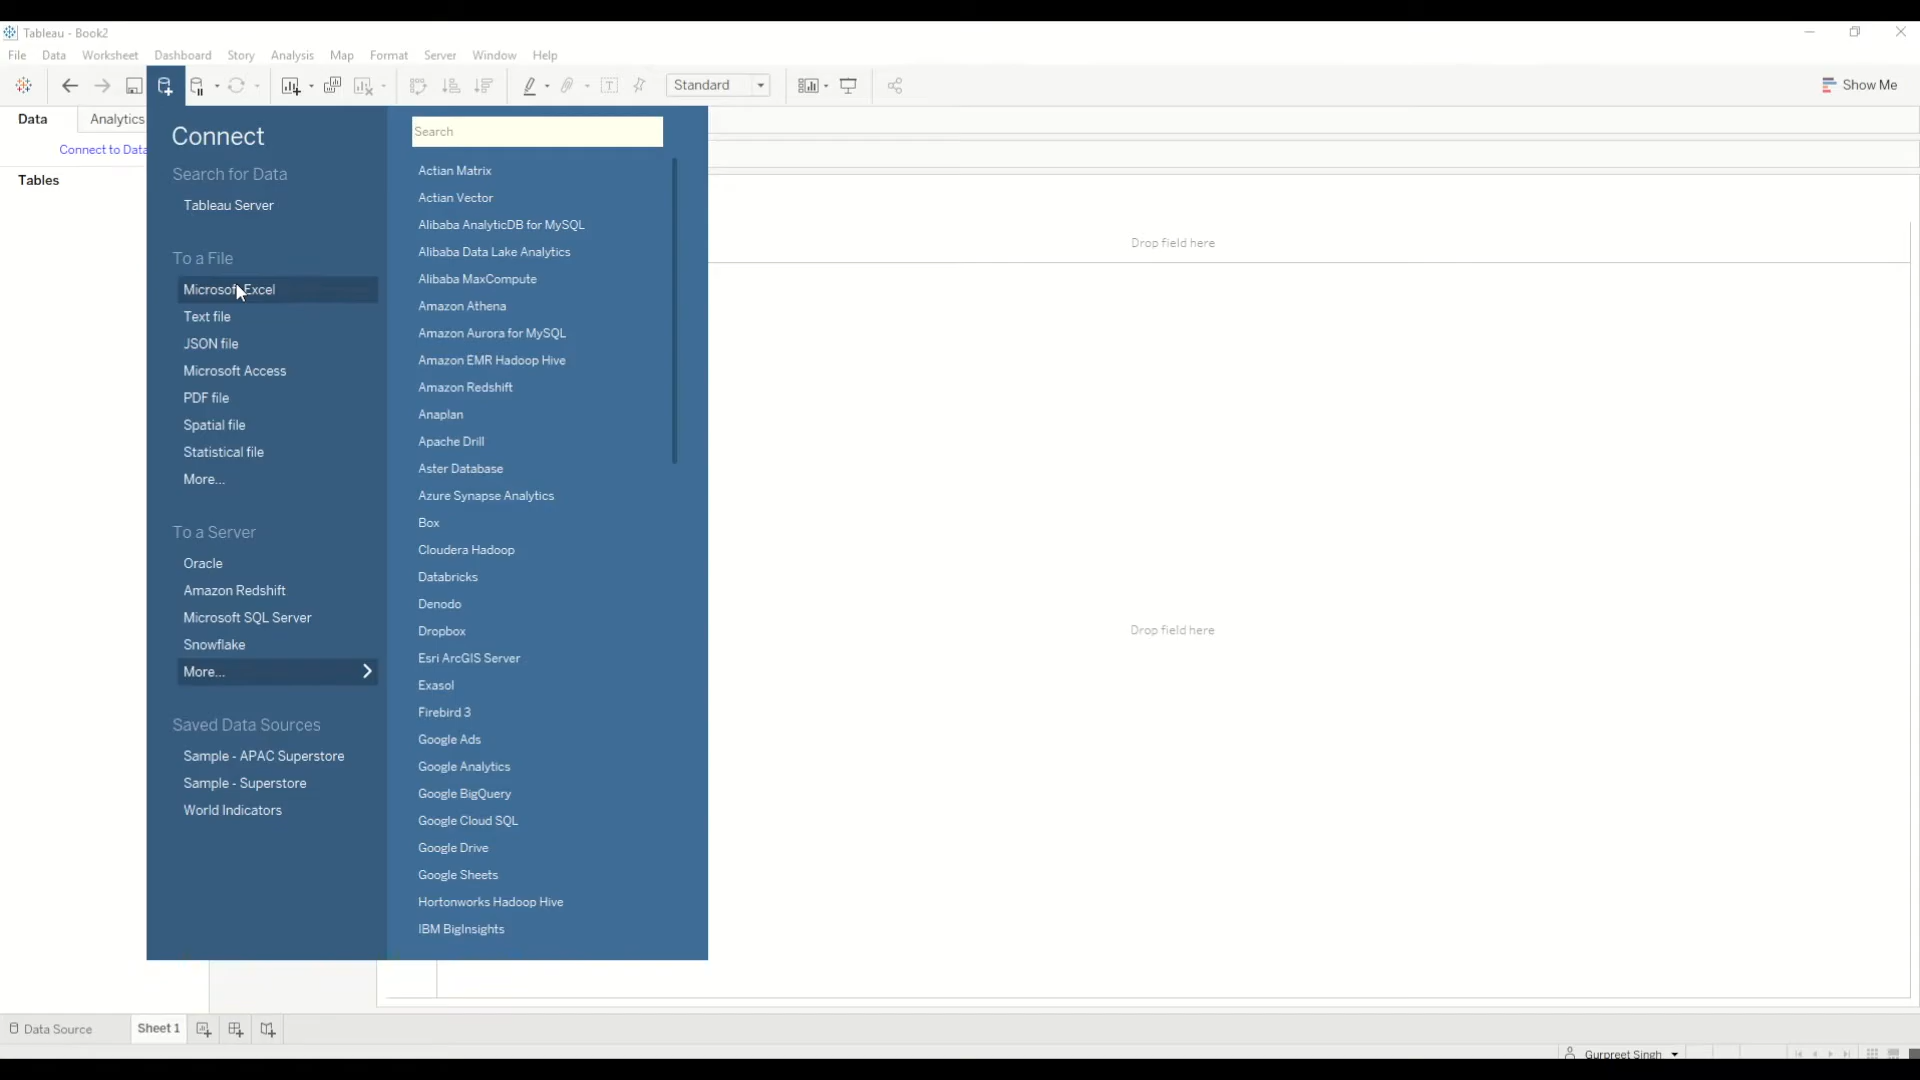 Tableau - Book2
File Data Worksheet Dashboard Story Analysis Map Format Server Window Help
Standard
Show Me
Data Analytics
Connect to Data
Tables
Connect
Search for Data
Tableau Server
To a File
Microsoft Excel
Text file
JSON file
Microsoft Access
PDF file
Spatial file
Statistical file
More...
To a Server
Oracle
Amazon Redshift
Microsoft SQL Server
Snowflake
More...
Saved Data Sources
Sample - APAC Superstore
Sample - Superstore
World Indicators
Search
Actian Matrix
Actian Vector
Alibaba AnalyticDB for MySQL
Alibaba Data Lake Analytics
Alibaba MaxCompute
Amazon Athena
Amazon Aurora for MySQL
Amazon EMR Hadoop Hive
Amazon Redshift
Anaplan
Apache Drill
Aster Database
Azure Synapse Analytics
Box
Cloudera Hadoop
Databricks
Denodo
Dropbox
Esri ArcGIS Server
Exasol
Firebird 3
Google Ads
Google Analytics
Google BigQuery
Google Cloud SQL
Google Drive
Google Sheets
Hortonworks Hadoop Hive
IBM BigInsights
Drop field here
Drop field here
Data Source Sheet 1
Gurpreet Singh